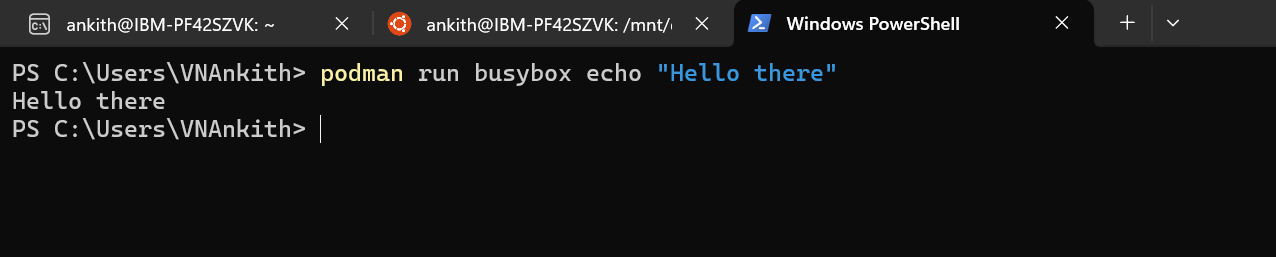 ankith@IBM-PF42SZVK: ~
ankith@IBM-PF42SZVK: /mnt/
Windows PowerShell
PS C:\Users\VNAnkith> podman run busybox echo "Hello there"
Hello there
PS C:\Users\VNAnkith>